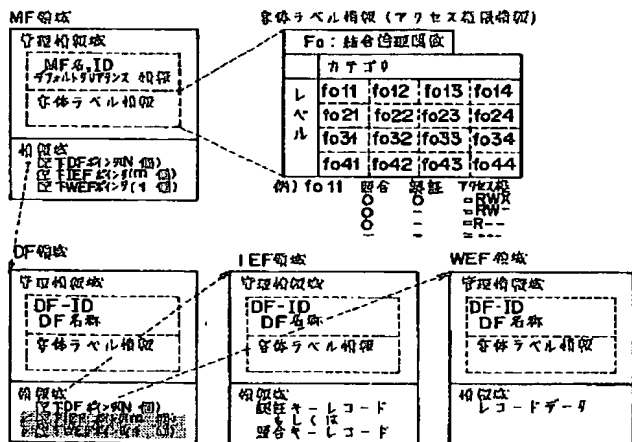 MF領域
管理情報域
MF名,ID
デフォルトクリアランス 情報
客体ラベル情報
情報域
配下DFポインタ(N 個)
配下IEFポインタ(m 個)
配下WEFポインタ(1 個)
客体ラベル情報(アクセス権限情報)
Fo:結合管理関数
カテゴリ
レベル
fo11 fo12 fo13 fo14
fo21 fo22 fo23 fo24
fo31 fo32 fo33 fo34
fo41 fo42 fo43 fo44
例) fo11 照合 認証 アクセス権
○ ○ =RWX
○ - =RW-
○ - =R--
- - =---
DF領域
管理情報域
DF-ID
DF名称
客体ラベル情報
情報域
配下DFポインタ(N 個)
IEF領域
管理情報域
DF-ID
DF名称
客体ラベル情報
情報域
認証キーレコード
もしくは
照合キーレコード
WEF領域
管理情報域
DF-ID
DF名称
客体ラベル情報
情報域
レコードデータ